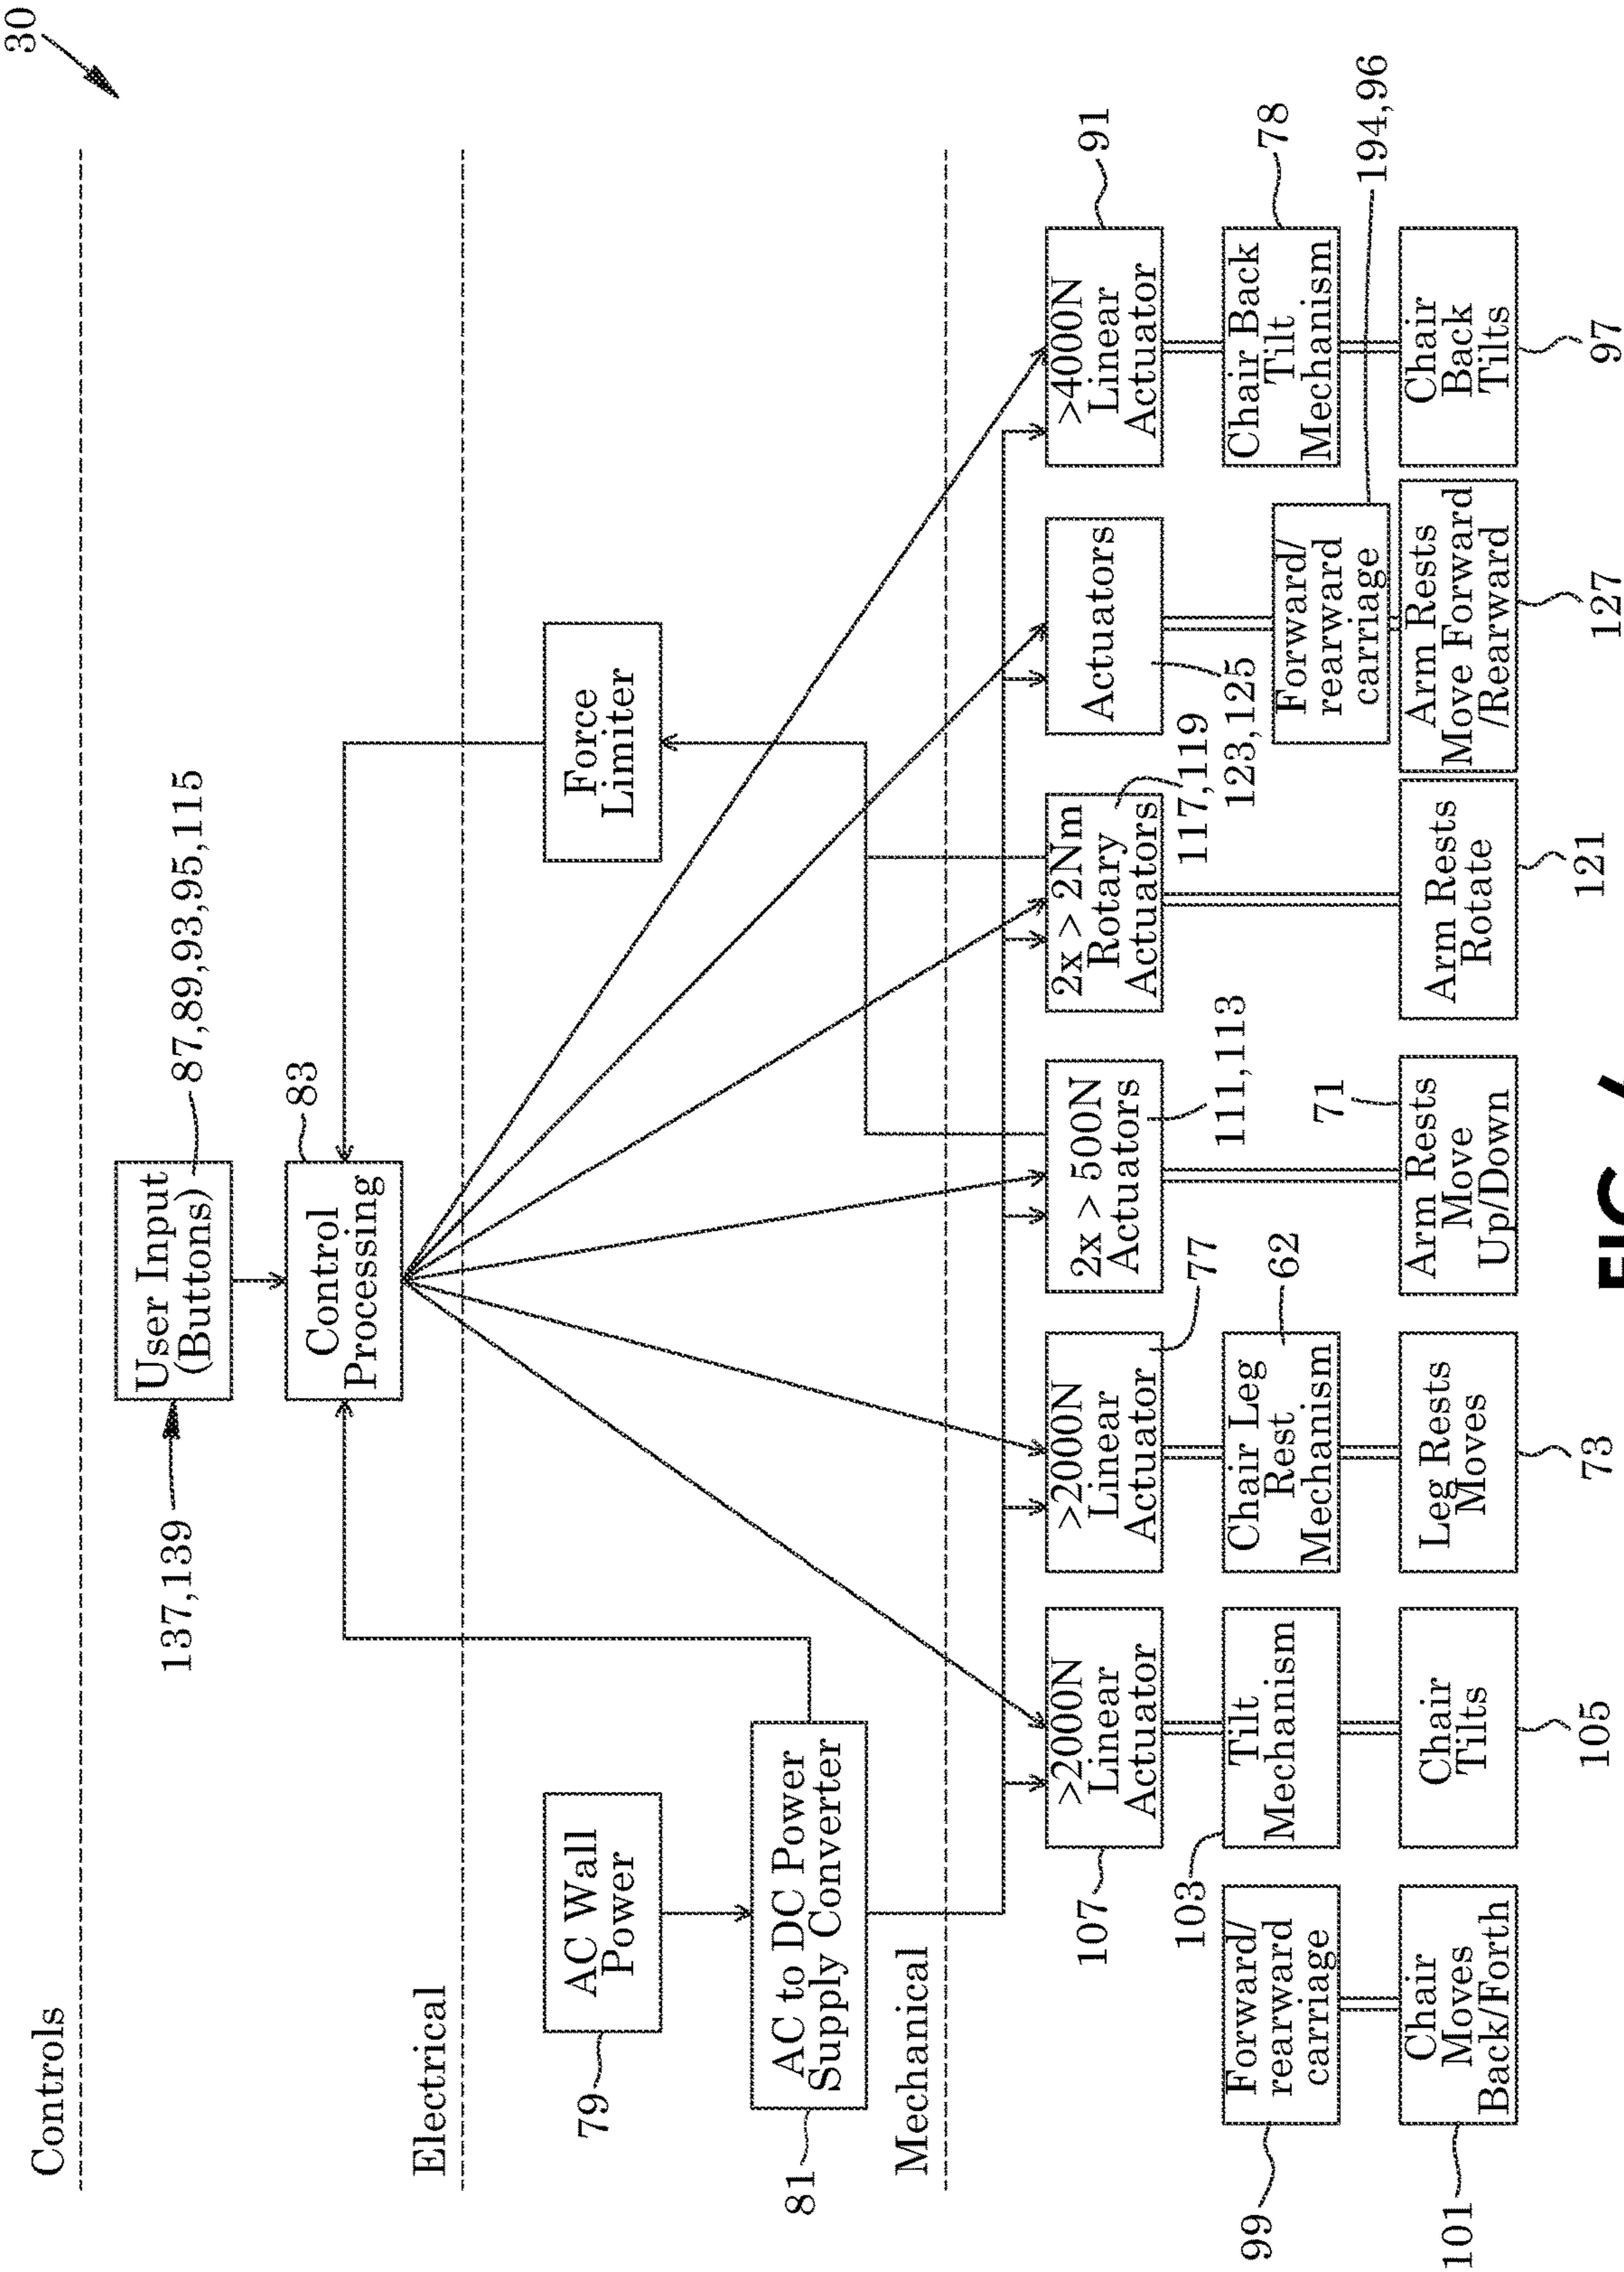 30
Controls
137,139
User Input
(Buttons)
87,89,93,95,115
Control
Processing
83
Electrical
79
AC Wall
Power
Force
Limiter
81
AC to DC Power
Supply Converter
Mechanical
107
>2000N
Linear
Actuator
>2000N
Linear
Actuator
77
2x > 500N
Actuators
111,113
2x > 2Nm
Rotary
Actuators
117,119
Actuators
123,125
>4000N
Linear
Actuator
91
99
Forward/
rearward
carriage
103
Tilt
Mechanism
Chair Leg
Rest
Mechanism
62
Forward/
rearward
carriage
194,96
Chair Back
Tilt
Mechanism
78
101
Chair
Moves
Back/Forth
Chair
Tilts
105
Leg Rests
Moves
73
Arm Rests
Move
Up/Down
71
Arm Rests
Rotate
121
Arm Rests
Move Forward
/Rearward
127
Chair
Back
Tilts
97